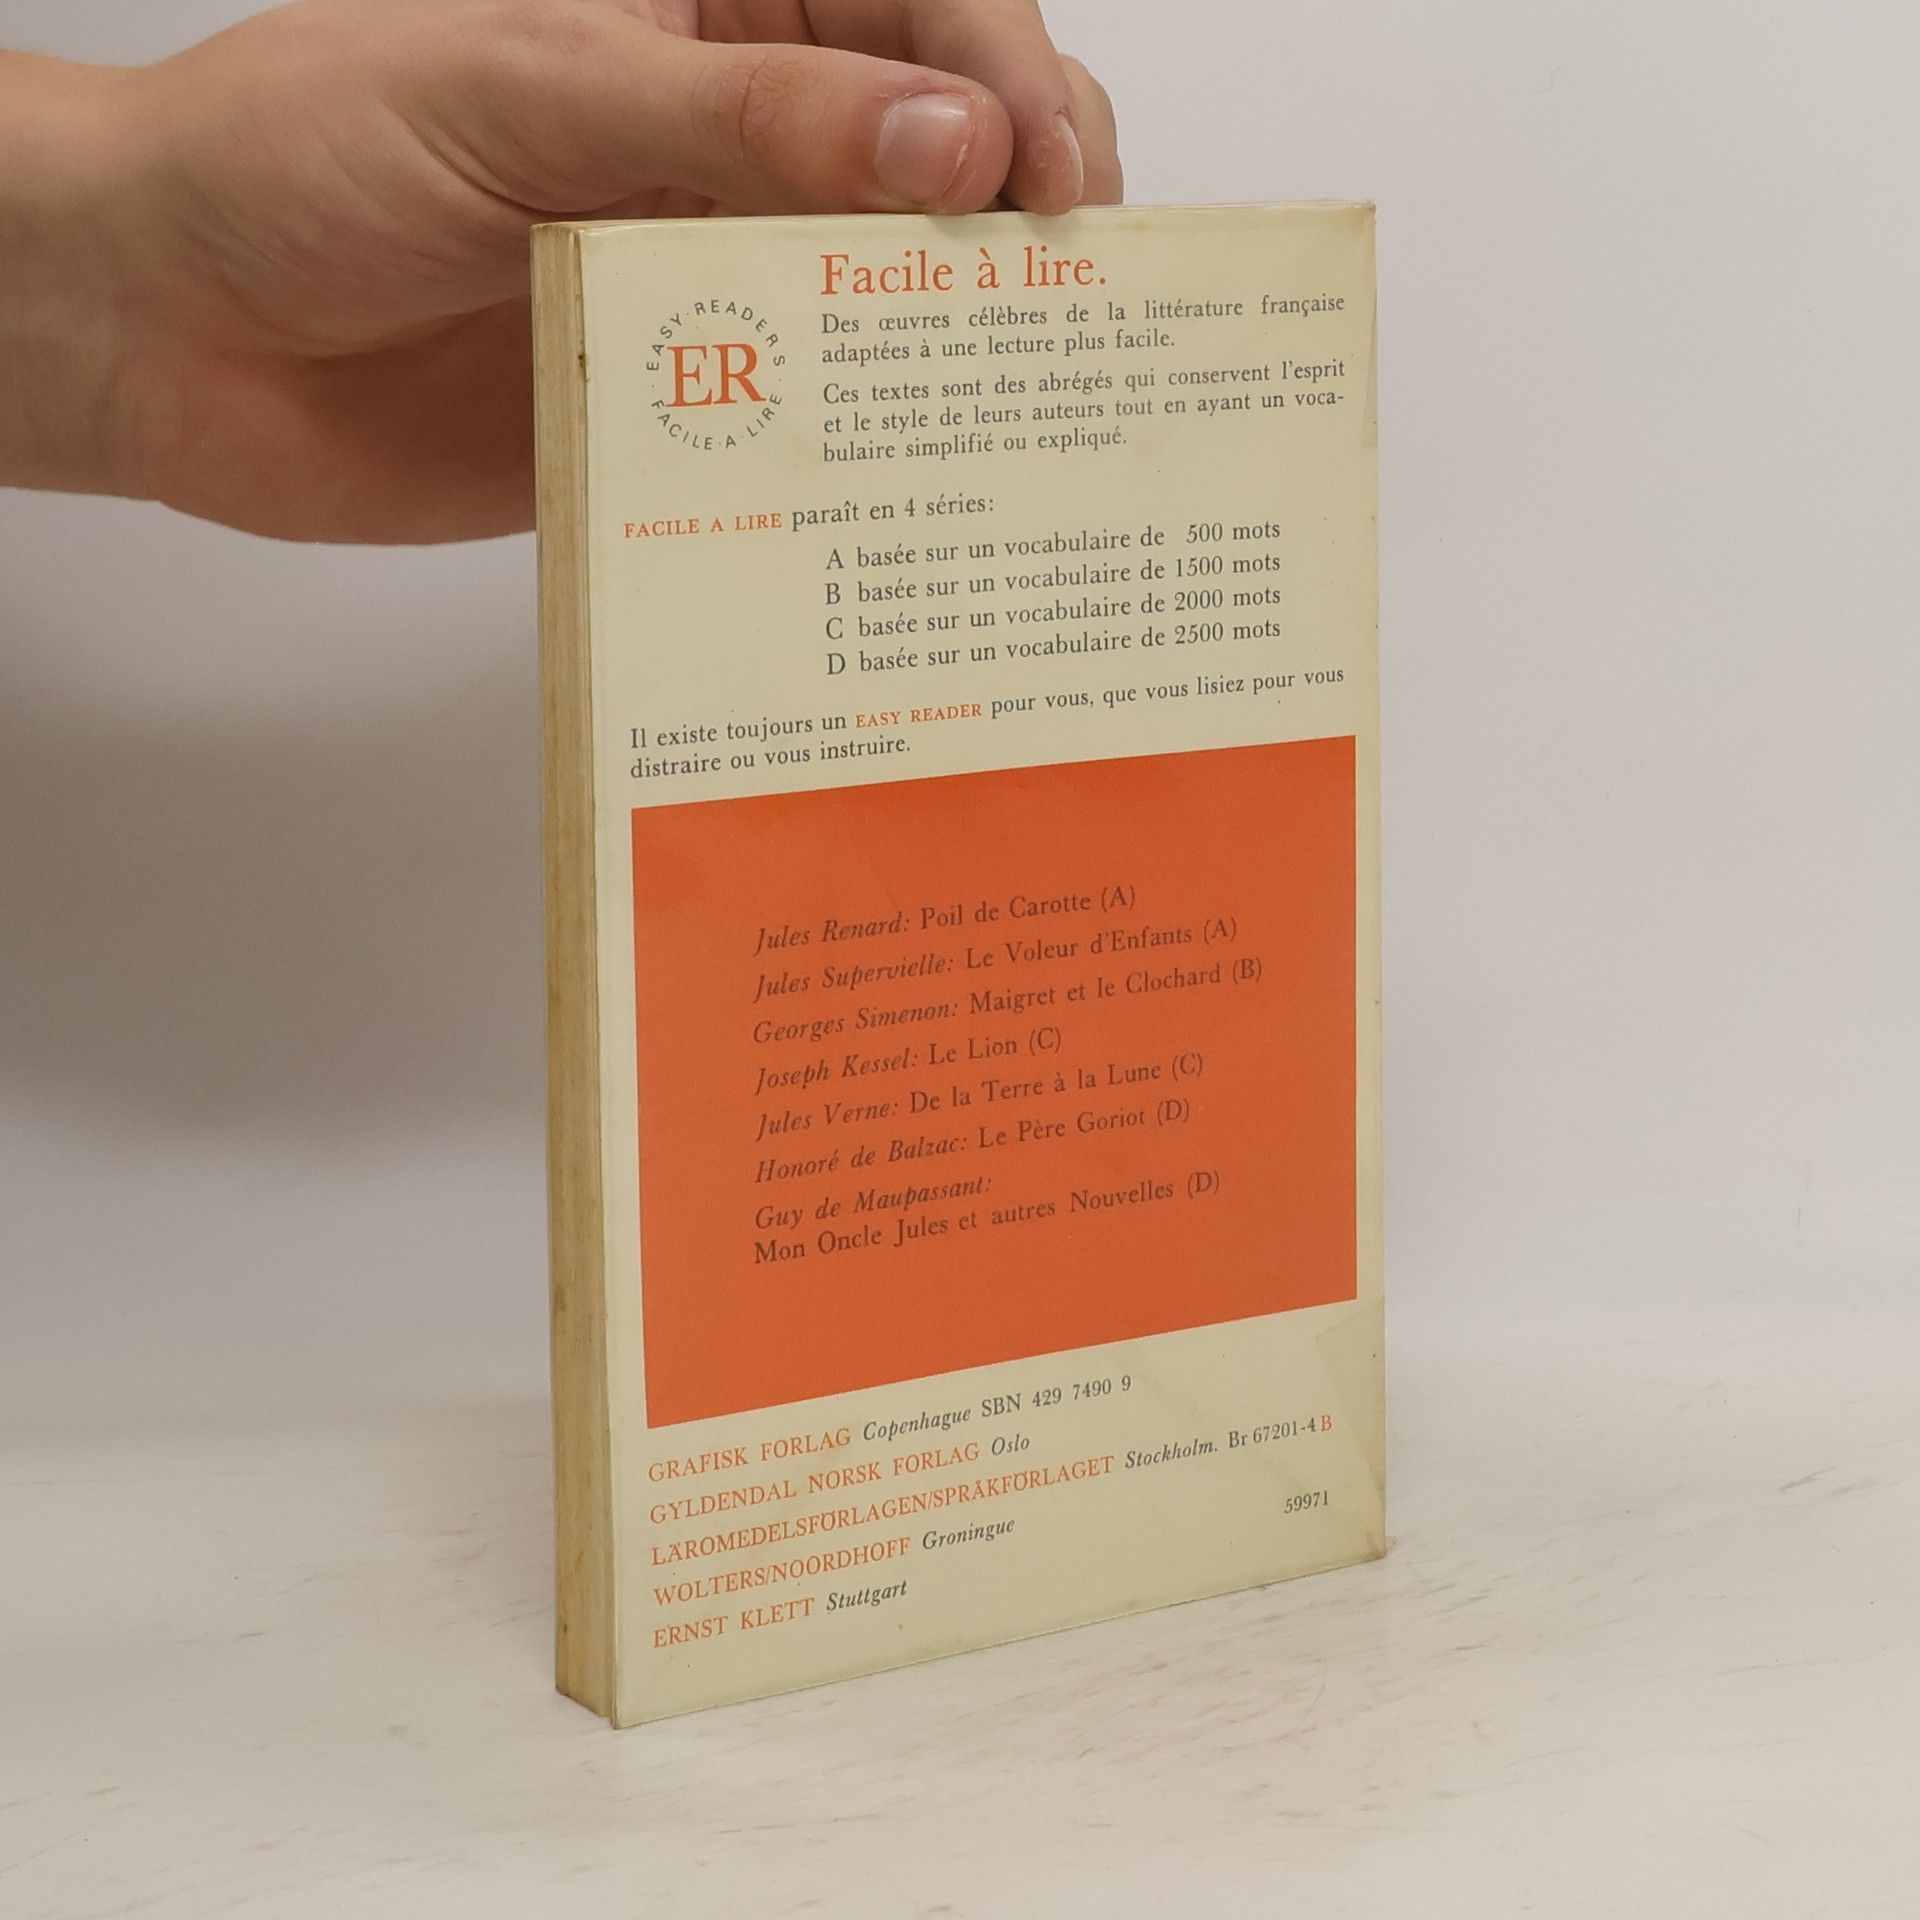 Facile à lire.
EASY·READERS·
ER
FACILE·A·LIRE·
Des œuvres célèbres de la littérature française
adaptées à une lecture plus facile.
Ces textes sont des abrégés qui conservent l'esprit
et le style de leurs auteurs tout en ayant un voca-
bulaire simplifié ou expliqué.
FACILE A LIRE paraît en 4 séries:
A basée sur un vocabulaire de 500 mots
B basée sur un vocabulaire de 1500 mots
C basée sur un vocabulaire de 2000 mots
D basée sur un vocabulaire de 2500 mots
Il existe toujours un EASY READER pour vous, que vous lisiez pour vous
distraire ou vous instruire.
Jules Renard: Poil de Carotte (A)
Jules Supervielle: Le Voleur d'Enfants (A)
Georges Simenon: Maigret et le Clochard (B)
Joseph Kessel: Le Lion (C)
Jules Verne: De la Terre à la Lune (C)
Honoré de Balzac: Le Père Goriot (D)
Guy de Maupassant:
Mon Oncle Jules et autres Nouvelles (D)
GRAFISK FORLAG Copenhague SBN 429 7490 9
GYLDENDAL NORSK FORLAG Oslo
LÄROMEDELSFÖRLAGEN/SPRÅKFÖRLAGET Stockholm. Br 67201-4 B
WOLTERS/NOORDHOFF Groningue
59971
ERNST KLETT Stuttgart